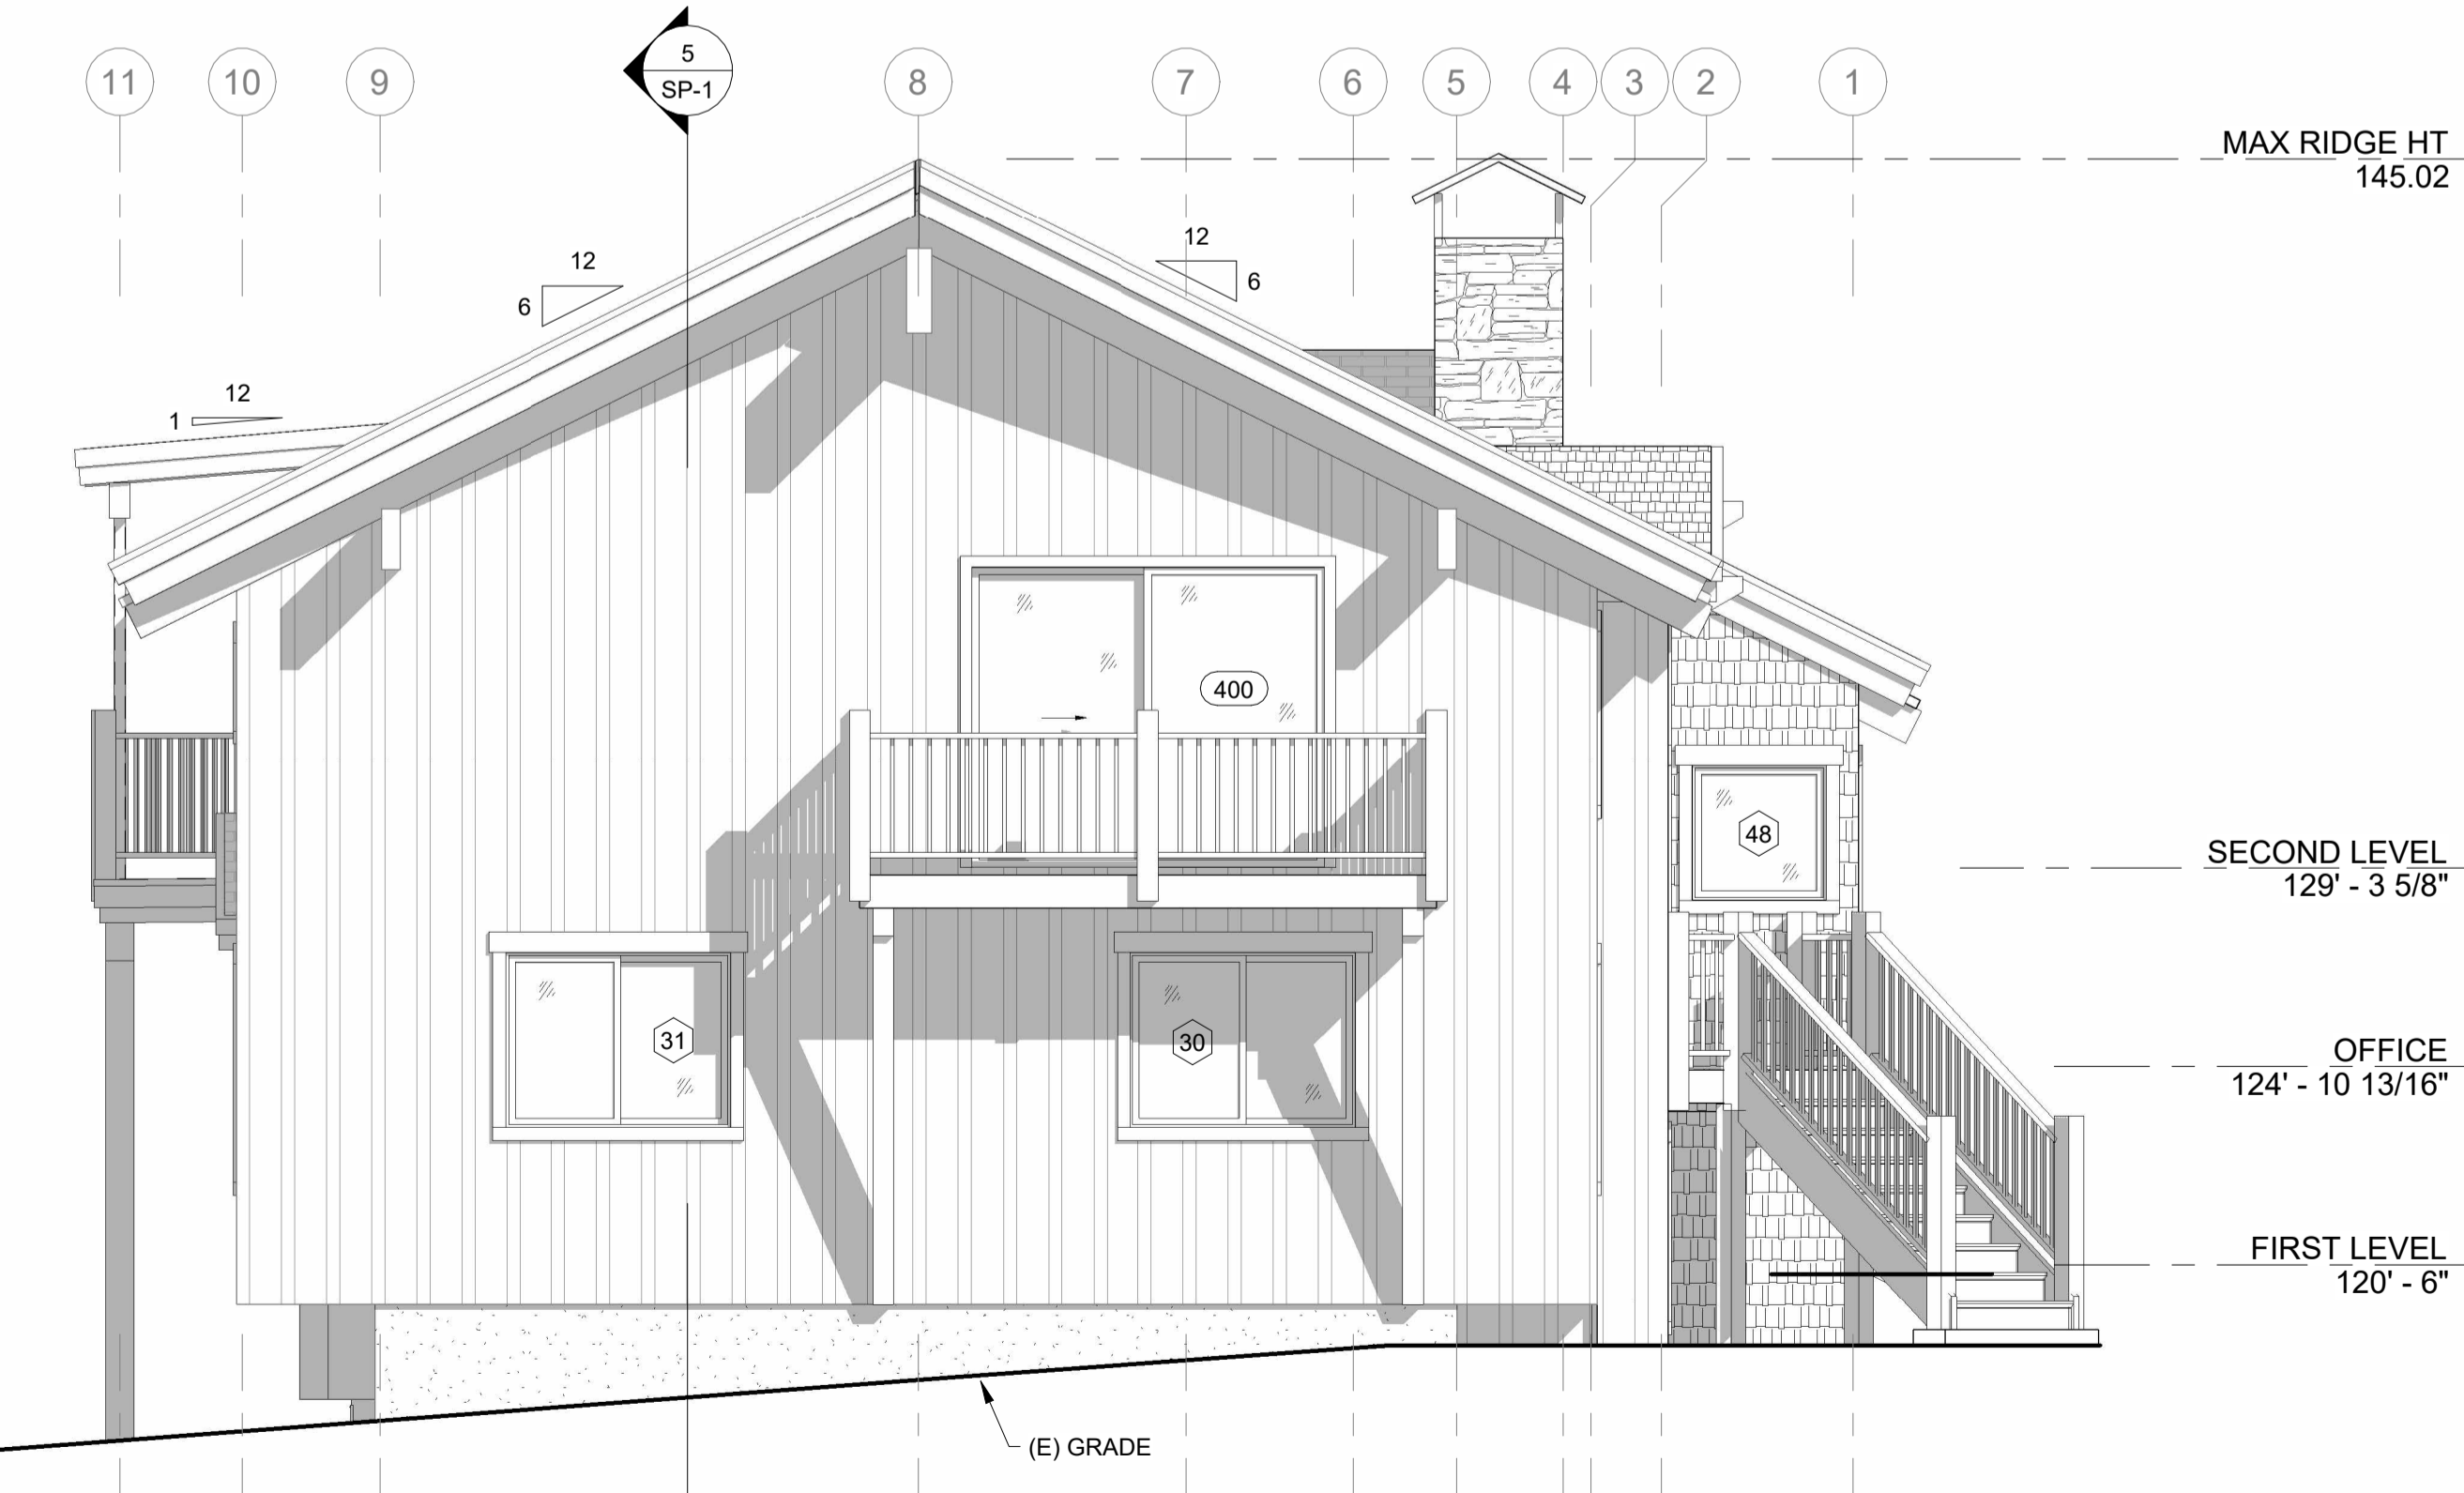 11
10
9
5
SP-1
8
7
6
5
4
3
2
1
MAX RIDGE HT
145.02
12
6
12
6
12
1
400
48
SECOND LEVEL
129' - 3 5/8"
31
30
OFFICE
124' - 10 13/16"
FIRST LEVEL
120' - 6"
(E) GRADE